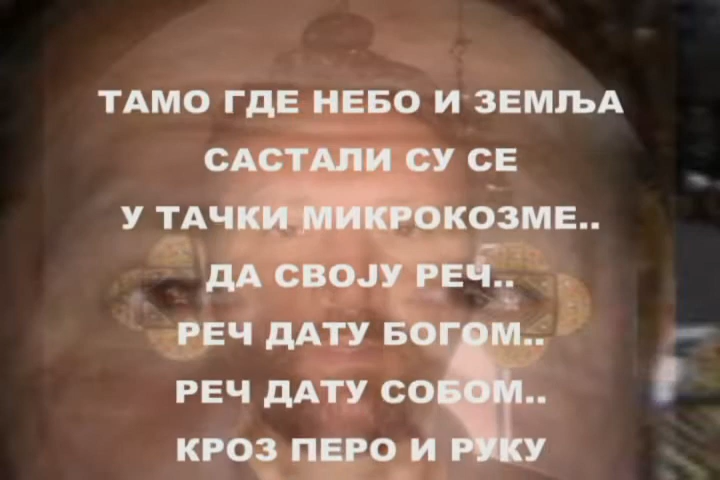 ТАМО ГДЕ НЕБО И ЗЕМЉА
САСТАЛИ СУ СЕ
У ТАЧКИ МИКРОКОЗМЕ..
ДА СВОЈУ РЕЧ..
РЕЧ ДАТУ БОГОМ..
РЕЧ ДАТУ СОБОМ..
КРОЗ ПЕРО И РУКУ